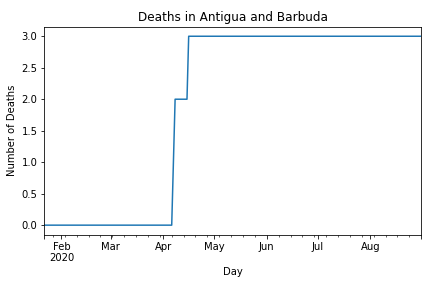 Deaths in Antigua and Barbuda
3.0
2.5
2.0
1.5
1.0
0.5
0.0
Number of Deaths
Feb Mar Apr May Jun Jul Aug
2020
Day